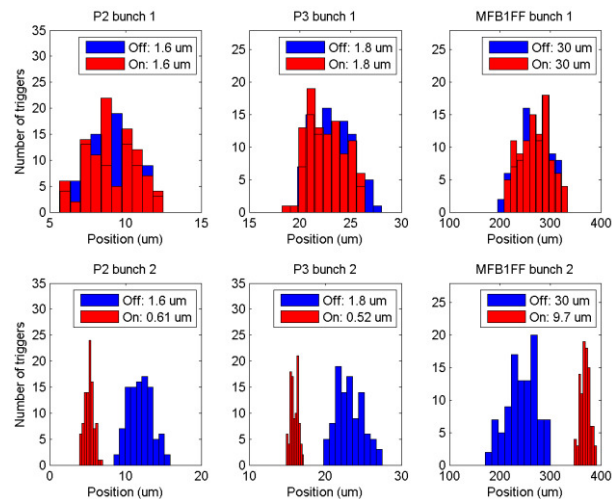 P2 bunch 1
Off: 1.6 um
On: 1.6 um
Number of triggers
35
30
25
20
15
10
5
0
5 10 15
Position (um)
P3 bunch 1
Off: 1.8 um
On: 1.8 um
25
20
15
10
5
0
15 20 25 30
Position (um)
MFB1FF bunch 1
Off: 30 um
On: 30 um
25
20
15
10
5
0
100 200 300 400
Position (um)
P2 bunch 2
Off: 1.6 um
On: 0.61 um
Number of triggers
35
30
25
20
15
10
5
0
0 10 20
Position (um)
P3 bunch 2
Off: 1.8 um
On: 0.52 um
35
30
25
20
15
10
5
0
10 20 30
Position (um)
MFB1FF bunch 2
Off: 30 um
On: 9.7 um
25
20
15
10
5
0
100 200 300 400
Position (um)